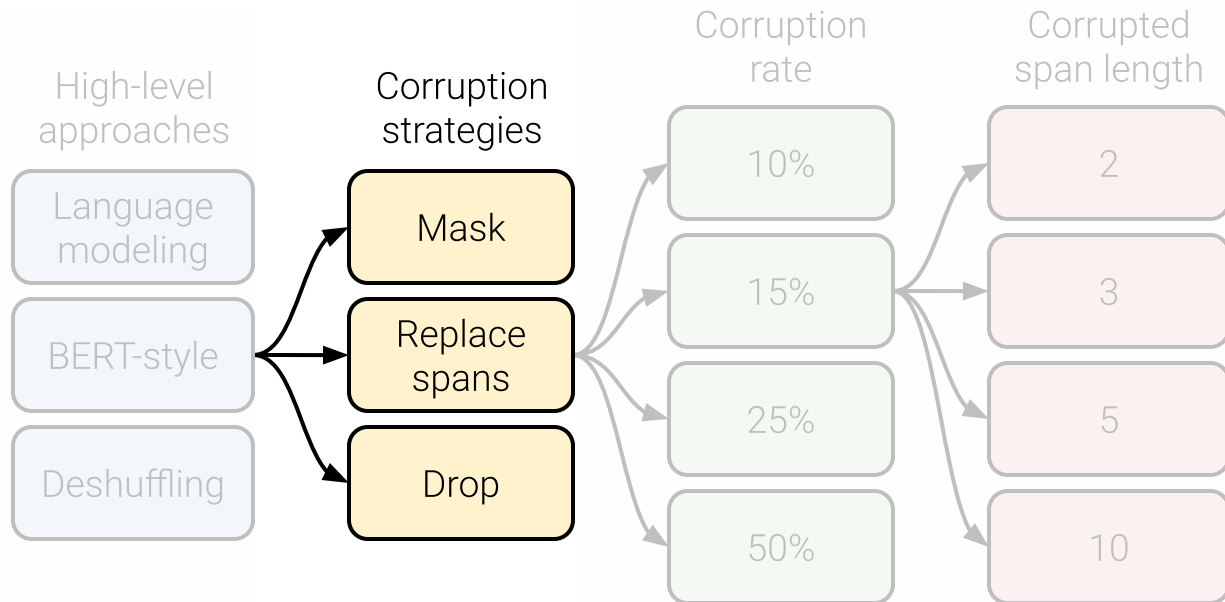 High-level
approaches
Language
modeling
BERT-style
Deshuffling
Corruption
strategies
Mask
Replace
spans
Drop
Corruption
rate
10%
15%
25%
50%
Corrupted
span length
2
3
5
10